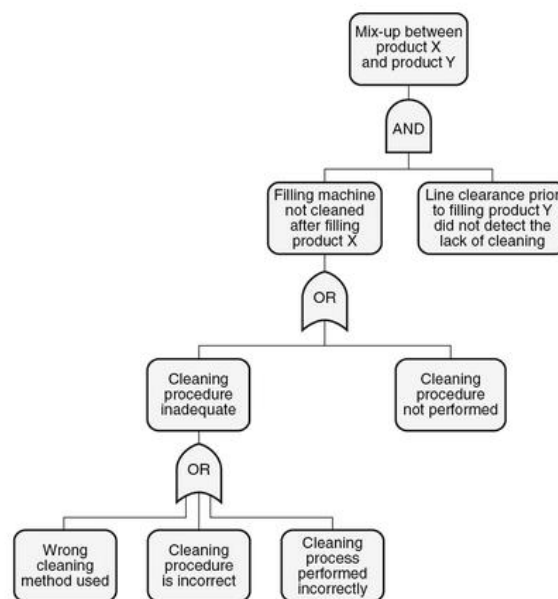 Mix-up between
product X
and product Y
AND
Filling machine
not cleaned
after filling
product X
Line clearance prior
to filling product Y
did not detect the
lack of cleaning
OR
Cleaning
procedure
inadequate
Cleaning
procedure
not performed
OR
Wrong
cleaning
method used
Cleaning
procedure
is incorrect
Cleaning
process
performed
incorrectly